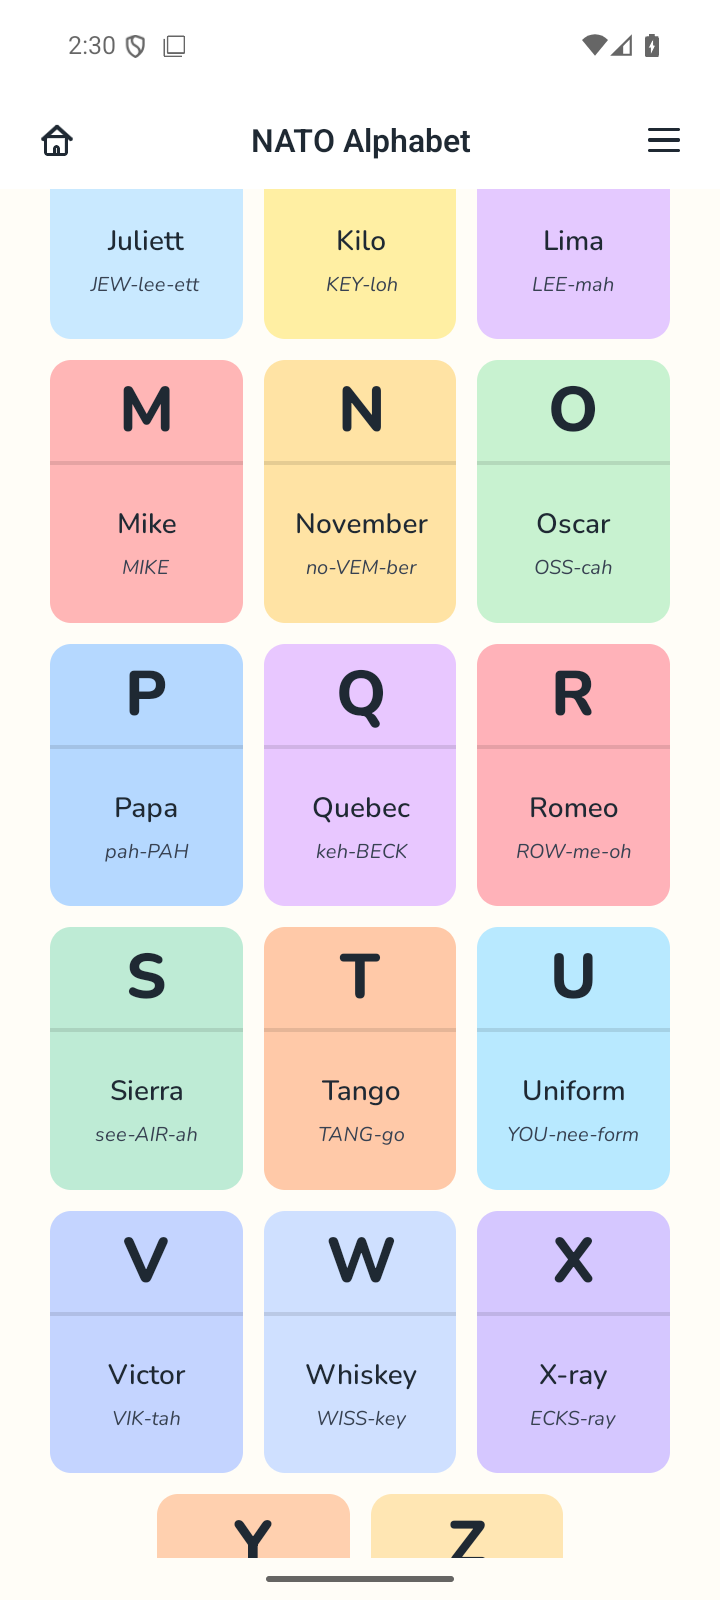 2:30
NATO Alphabet
Juliett Kilo Lima
JEW-lee-ett KEY-loh LEE-mah
M N O
Mike November Oscar
MIKE no-VEM-ber OSS-cah
P Q R
Papa Quebec Romeo
pah-PAH keh-BECK ROW-me-oh
S T U
Sierra Tango Uniform
see-AIR-ah TANG-go YOU-nee-form
V W X
Victor Whiskey X-ray
VIK-tah WISS-key ECKS-ray
Y Z